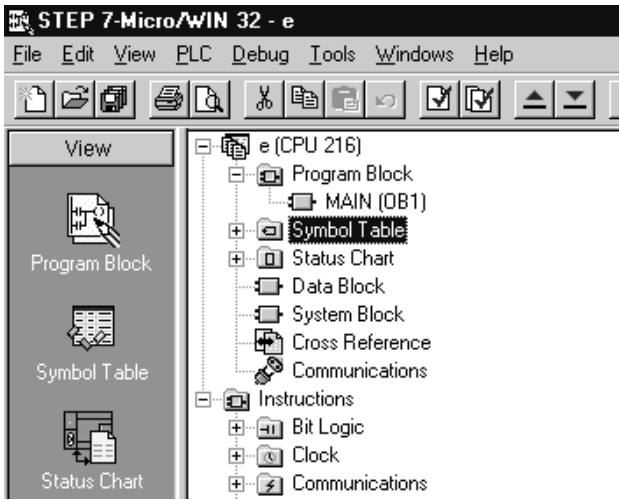 STEP 7-Micro/WIN 32 - e
File Edit View PLC Debug Tools Windows Help
View
Program Block
Symbol Table
Status Chart
e (CPU 216)
Program Block
MAIN (OB1)
Symbol Table
Status Chart
Data Block
System Block
Cross Reference
Communications
Instructions
Bit Logic
Clock
Communications